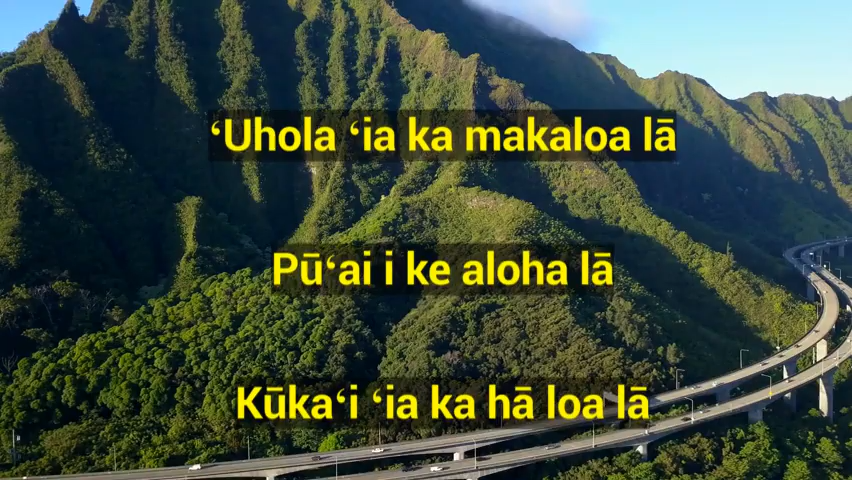 ʻUhola ʻia ka makaloa lā
Pūʻai i ke aloha lā
Kūkaʻi ʻia ka hā loa lā